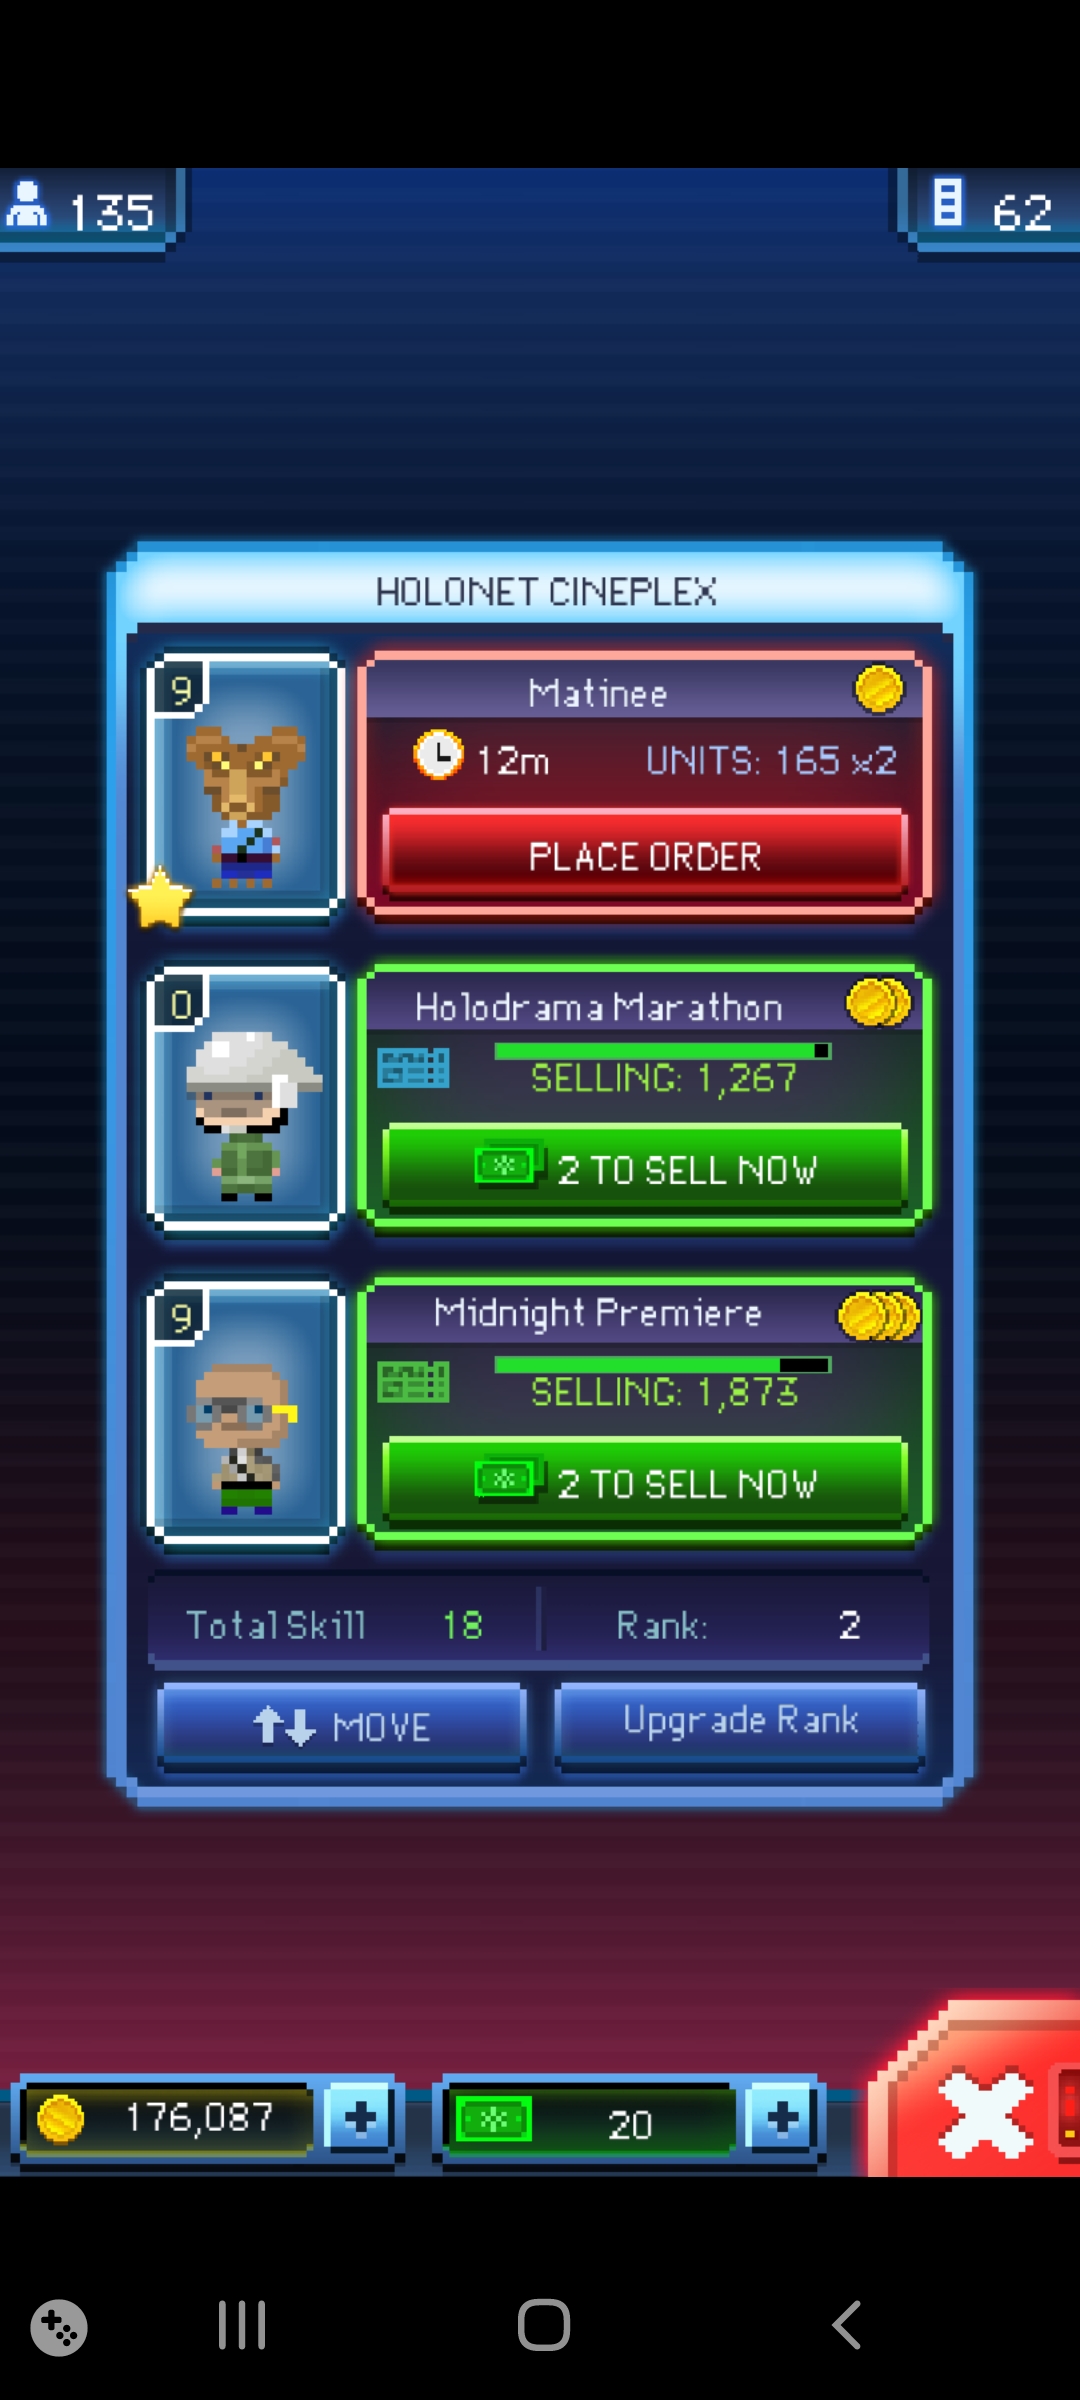 135
62
HOLONET CINEPLEX
9
Matinee
12m UNITS: 165 x2
PLACE ORDER
0
Holodrama Marathon
SELLING: 1,267
2 TO SELL NOW
9
Midnight Premiere
SELLING: 1,873
2 TO SELL NOW
Total Skill 18 Rank: 2
MOVE Upgrade Rank
176,087 + 20 +